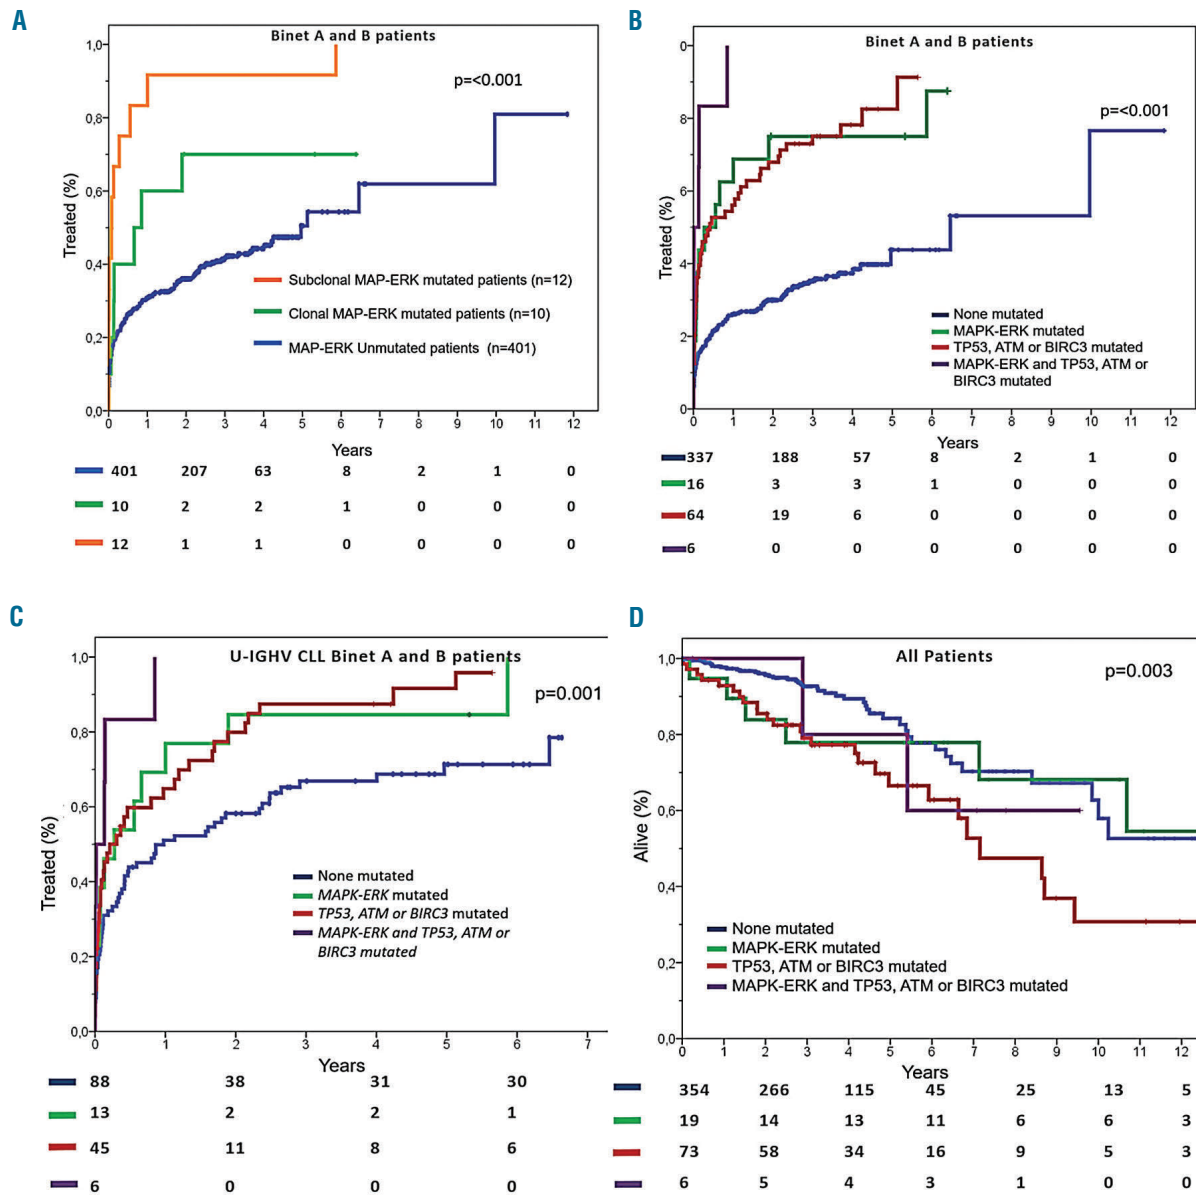 A
Binet A and B patients
p=<0.001
Treated (%)
1,0
0,8
0,6
0,4
0,2
0,0
Subclonal MAP-ERK mutated patients (n=12)
Clonal MAP-ERK mutated patients (n=10)
MAP-ERK Unmutated patients (n=401)
0 1 2 3 4 5 6 7 8 9 10 11 12
Years
401 207 63 8 2 1 0
10 2 2 1 0 0 0
12 1 1 0 0 0 0
B
Binet A and B patients
p=<0.001
Treated (%)
0
8
6
4
2
0
None mutated
MAPK-ERK mutated
TP53, ATM or BIRC3 mutated
MAPK-ERK and TP53, ATM or
BIRC3 mutated
0 1 2 3 4 5 6 7 8 9 10 11 12
Years
337 188 57 8 2 1 0
16 3 3 1 0 0 0
64 19 6 0 0 0 0
6 0 0 0 0 0 0
C
U-IGHV CLL Binet A and B patients
p=0.001
Treated (%)
1,0
0,8
0,6
0,4
0,2
0,0
None mutated
MAPK-ERK mutated
TP53, ATM or BIRC3 mutated
MAPK-ERK and TP53, ATM or
BIRC3 mutated
0 1 2 3 4 5 6 7
Years
88 38 31 30
13 2 2 1
45 11 8 6
6 0 0 0
D
All Patients
p=0.003
Alive (%)
1,0
0,8
0,6
0,4
0,2
0,0
None mutated
MAPK-ERK mutated
TP53, ATM or BIRC3 mutated
MAPK-ERK and TP53, ATM or BIRC3 mutated
0 1 2 3 4 5 6 7 8 9 10 11 12
Years
354 266 115 45 25 13 5
19 14 13 11 6 6 3
73 58 34 16 9 5 3
6 5 4 3 1 0 0